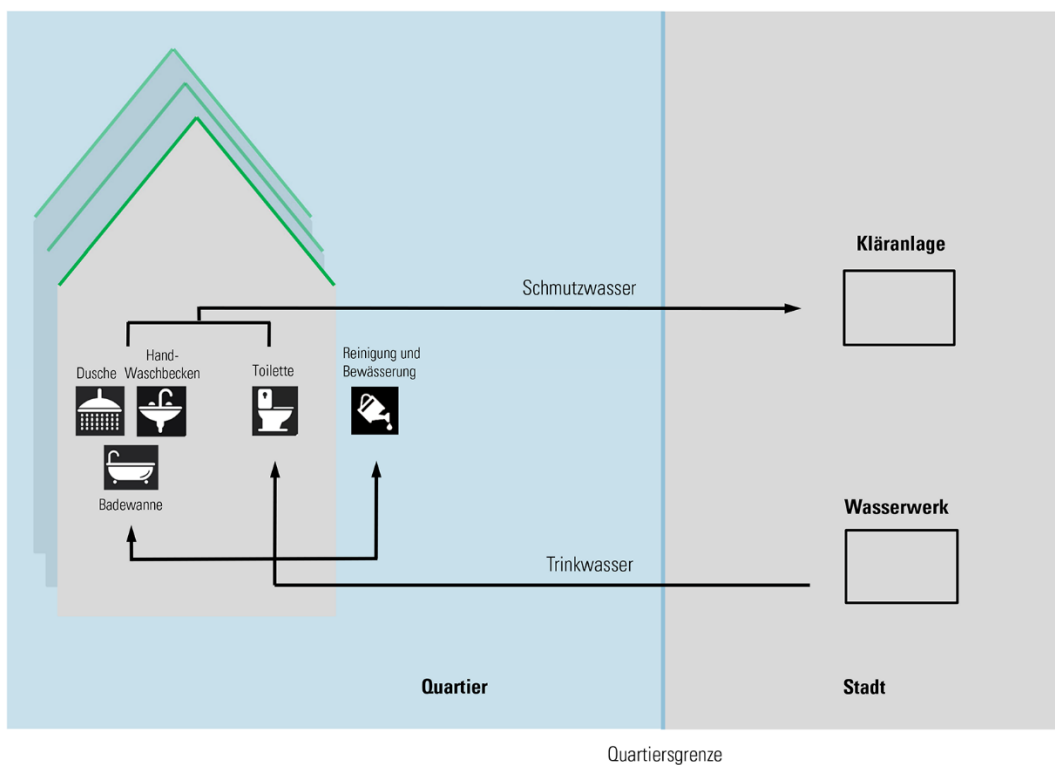 Kläranlage
Schmutzwasser
Hand-
Dusche Waschbecken
Toilette
Reinigung und
Bewässerung
Badewanne
Wasserwerk
Trinkwasser
Quartier
Stadt
Quartiersgrenze